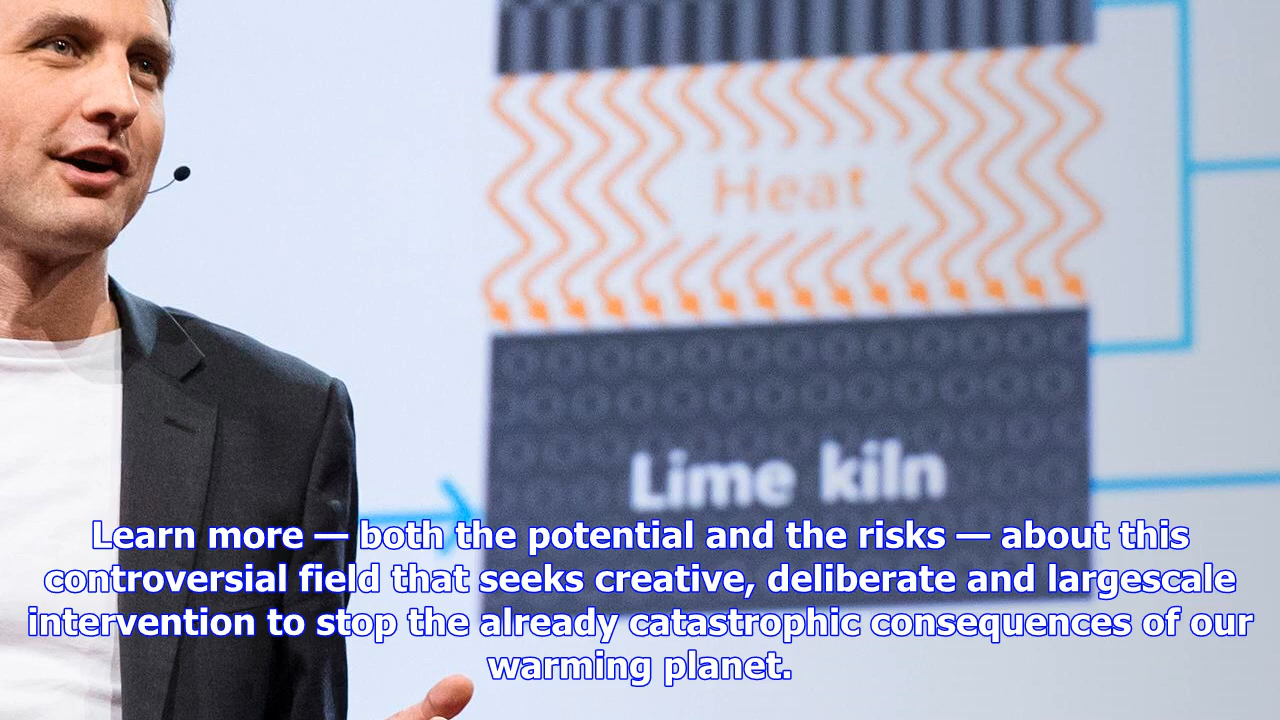 Heat
Lime kiln
Learn more — both the potential and the risks — about this
controversial field that seeks creative, deliberate and largescale
intervention to stop the already catastrophic consequences of our
warming planet.